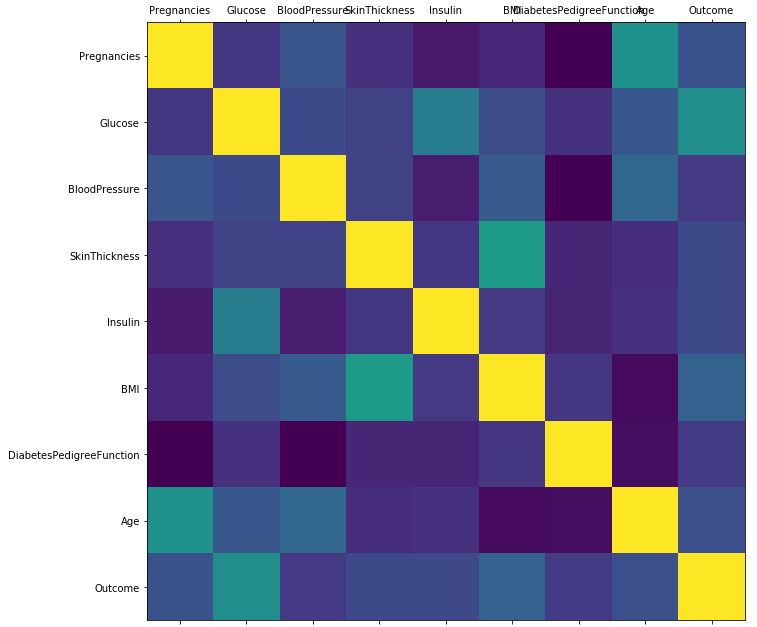 Pregnancies Glucose BloodPressure SkinThickness Insulin BMI DiabetesPedigreeFunction Age Outcome
Pregnancies
Glucose
BloodPressure
SkinThickness
Insulin
BMI
DiabetesPedigreeFunction
Age
Outcome